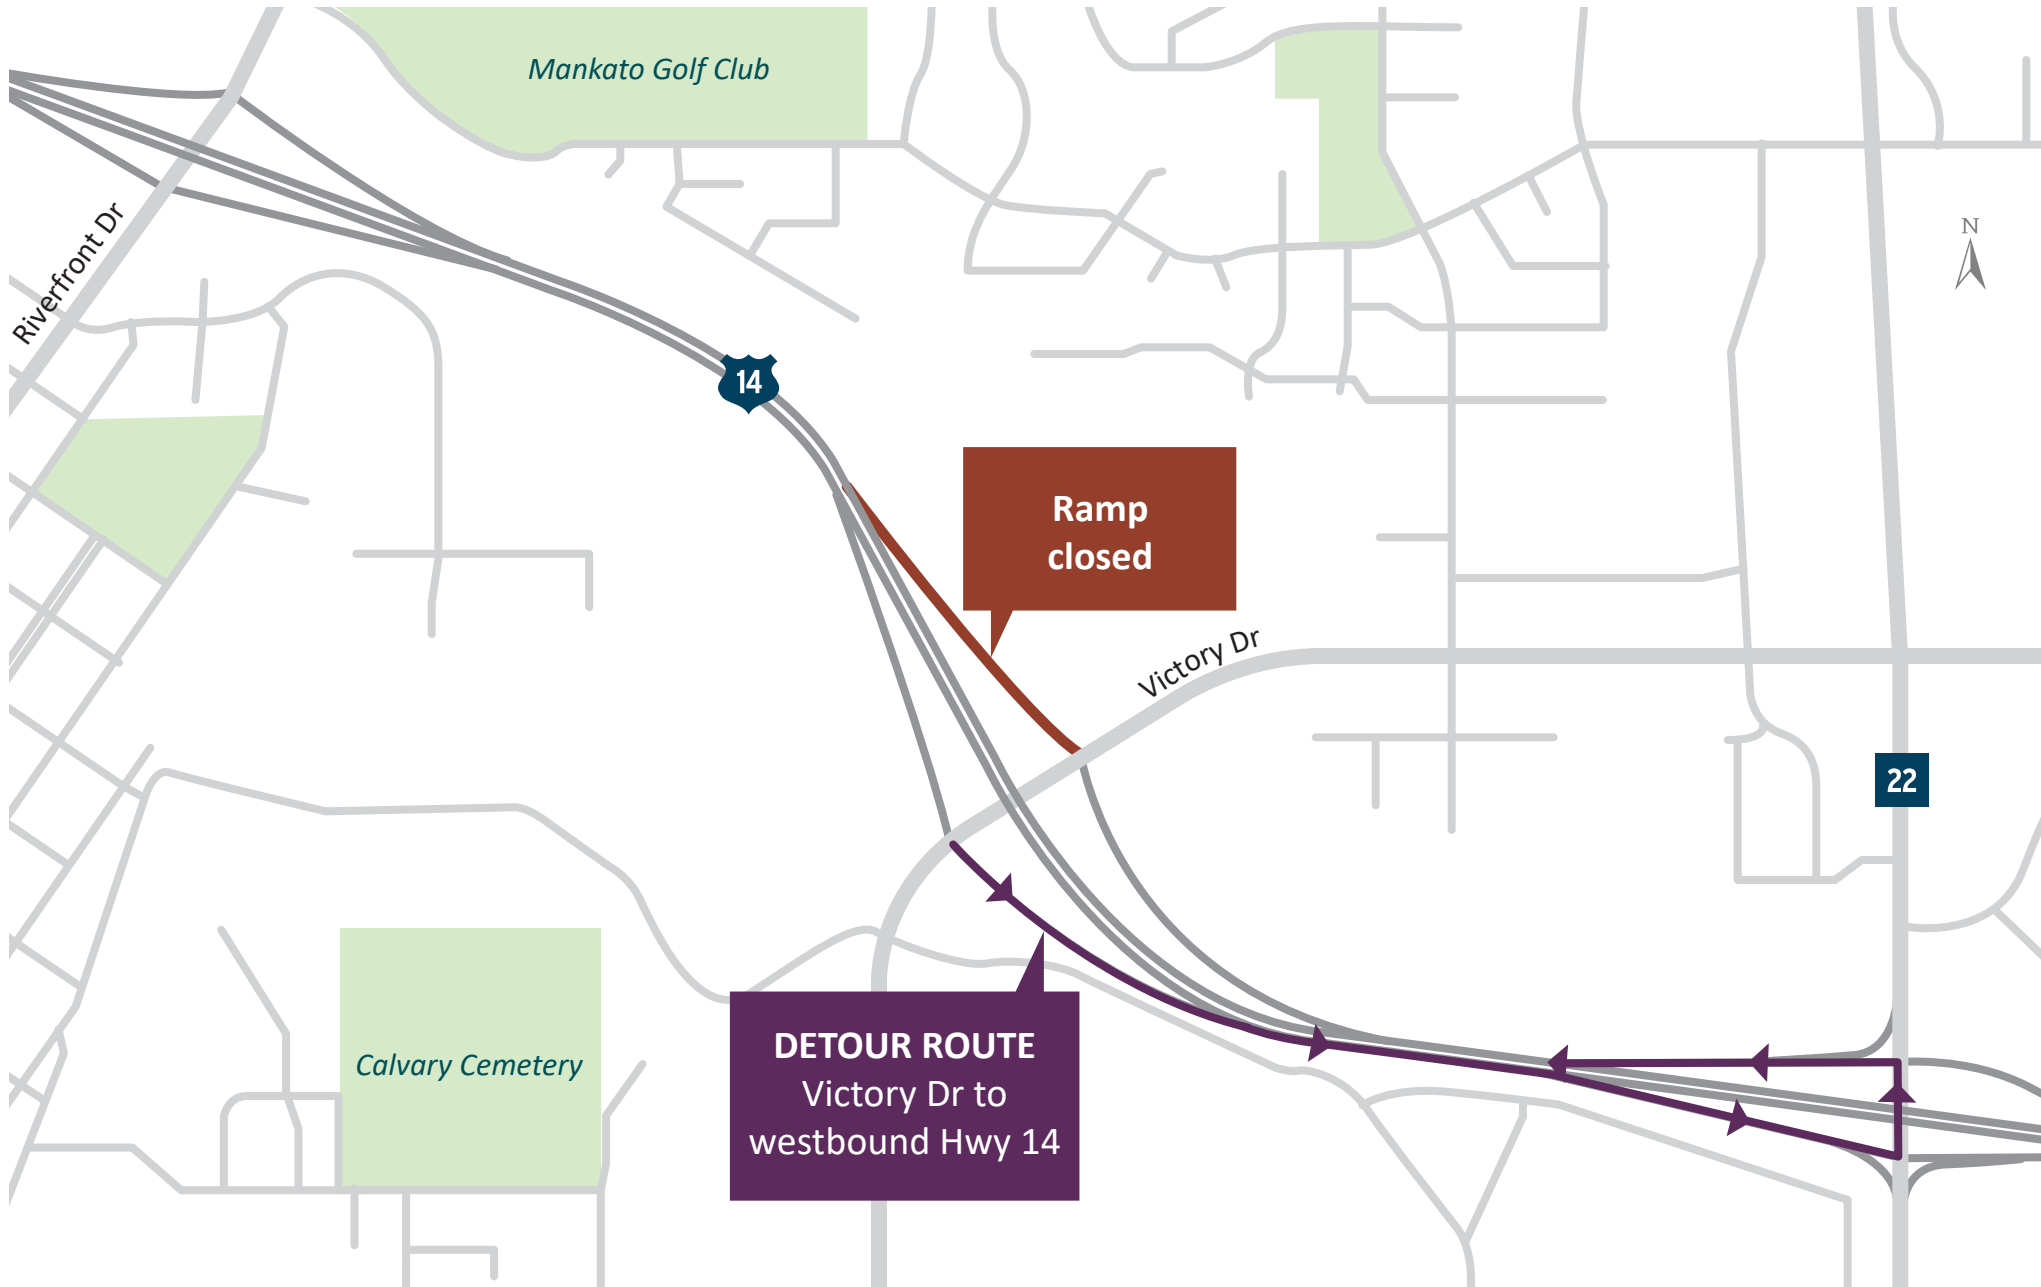 Mankato Golf Club
Riverfront Dr
N
14
Ramp
closed
Victory Dr
22
DETOUR ROUTE
Victory Dr to
westbound Hwy 14
Calvary Cemetery